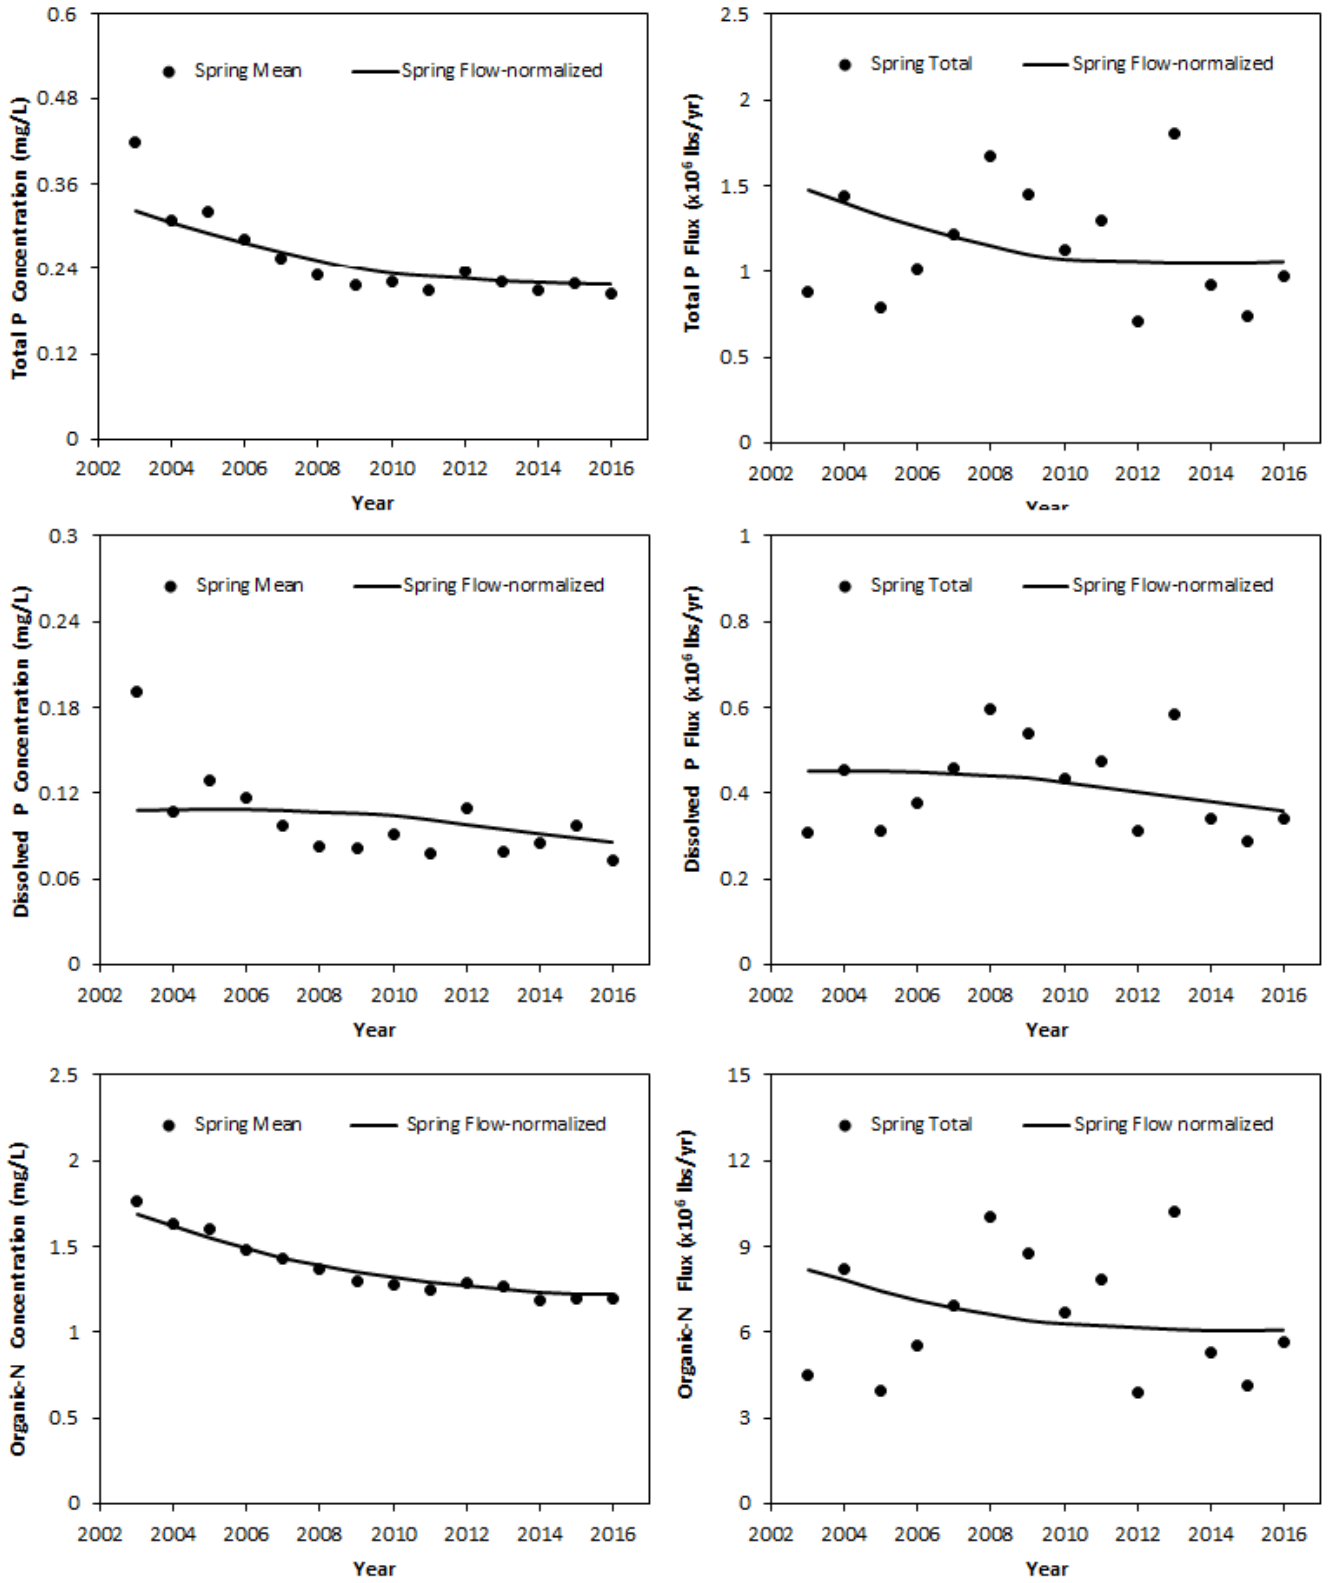 0.6
0.48
0.36
0.24
0.12
0
Total P Concentration (mg/L)
Spring Mean
Spring Flow-normalized
2002 2004 2006 2008 2010 2012 2014 2016
Year
2.5
2
1.5
1
0.5
0
Total P Flux (x10⁶ lbs/yr)
Spring Total
Spring Flow-normalized
2002 2004 2006 2008 2010 2012 2014 2016
Year
0.3
0.24
0.18
0.12
0.06
0
Dissolved P Concentration (mg/L)
Spring Mean
Spring Flow-normalized
2002 2004 2006 2008 2010 2012 2014 2016
Year
1
0.8
0.6
0.4
0.2
0
Dissolved P Flux (x10⁶ lbs/yr)
Spring Total
Spring Flow-normalized
2002 2004 2006 2008 2010 2012 2014 2016
Year
2.5
2
1.5
1
0.5
0
Organic-N Concentration (mg/L)
Spring Mean
Spring Flow-normalized
2002 2004 2006 2008 2010 2012 2014 2016
Year
15
12
9
6
3
0
Organic-N Flux (x10⁶ lbs/yr)
Spring Total
Spring Flow normalized
2002 2004 2006 2008 2010 2012 2014 2016
Year